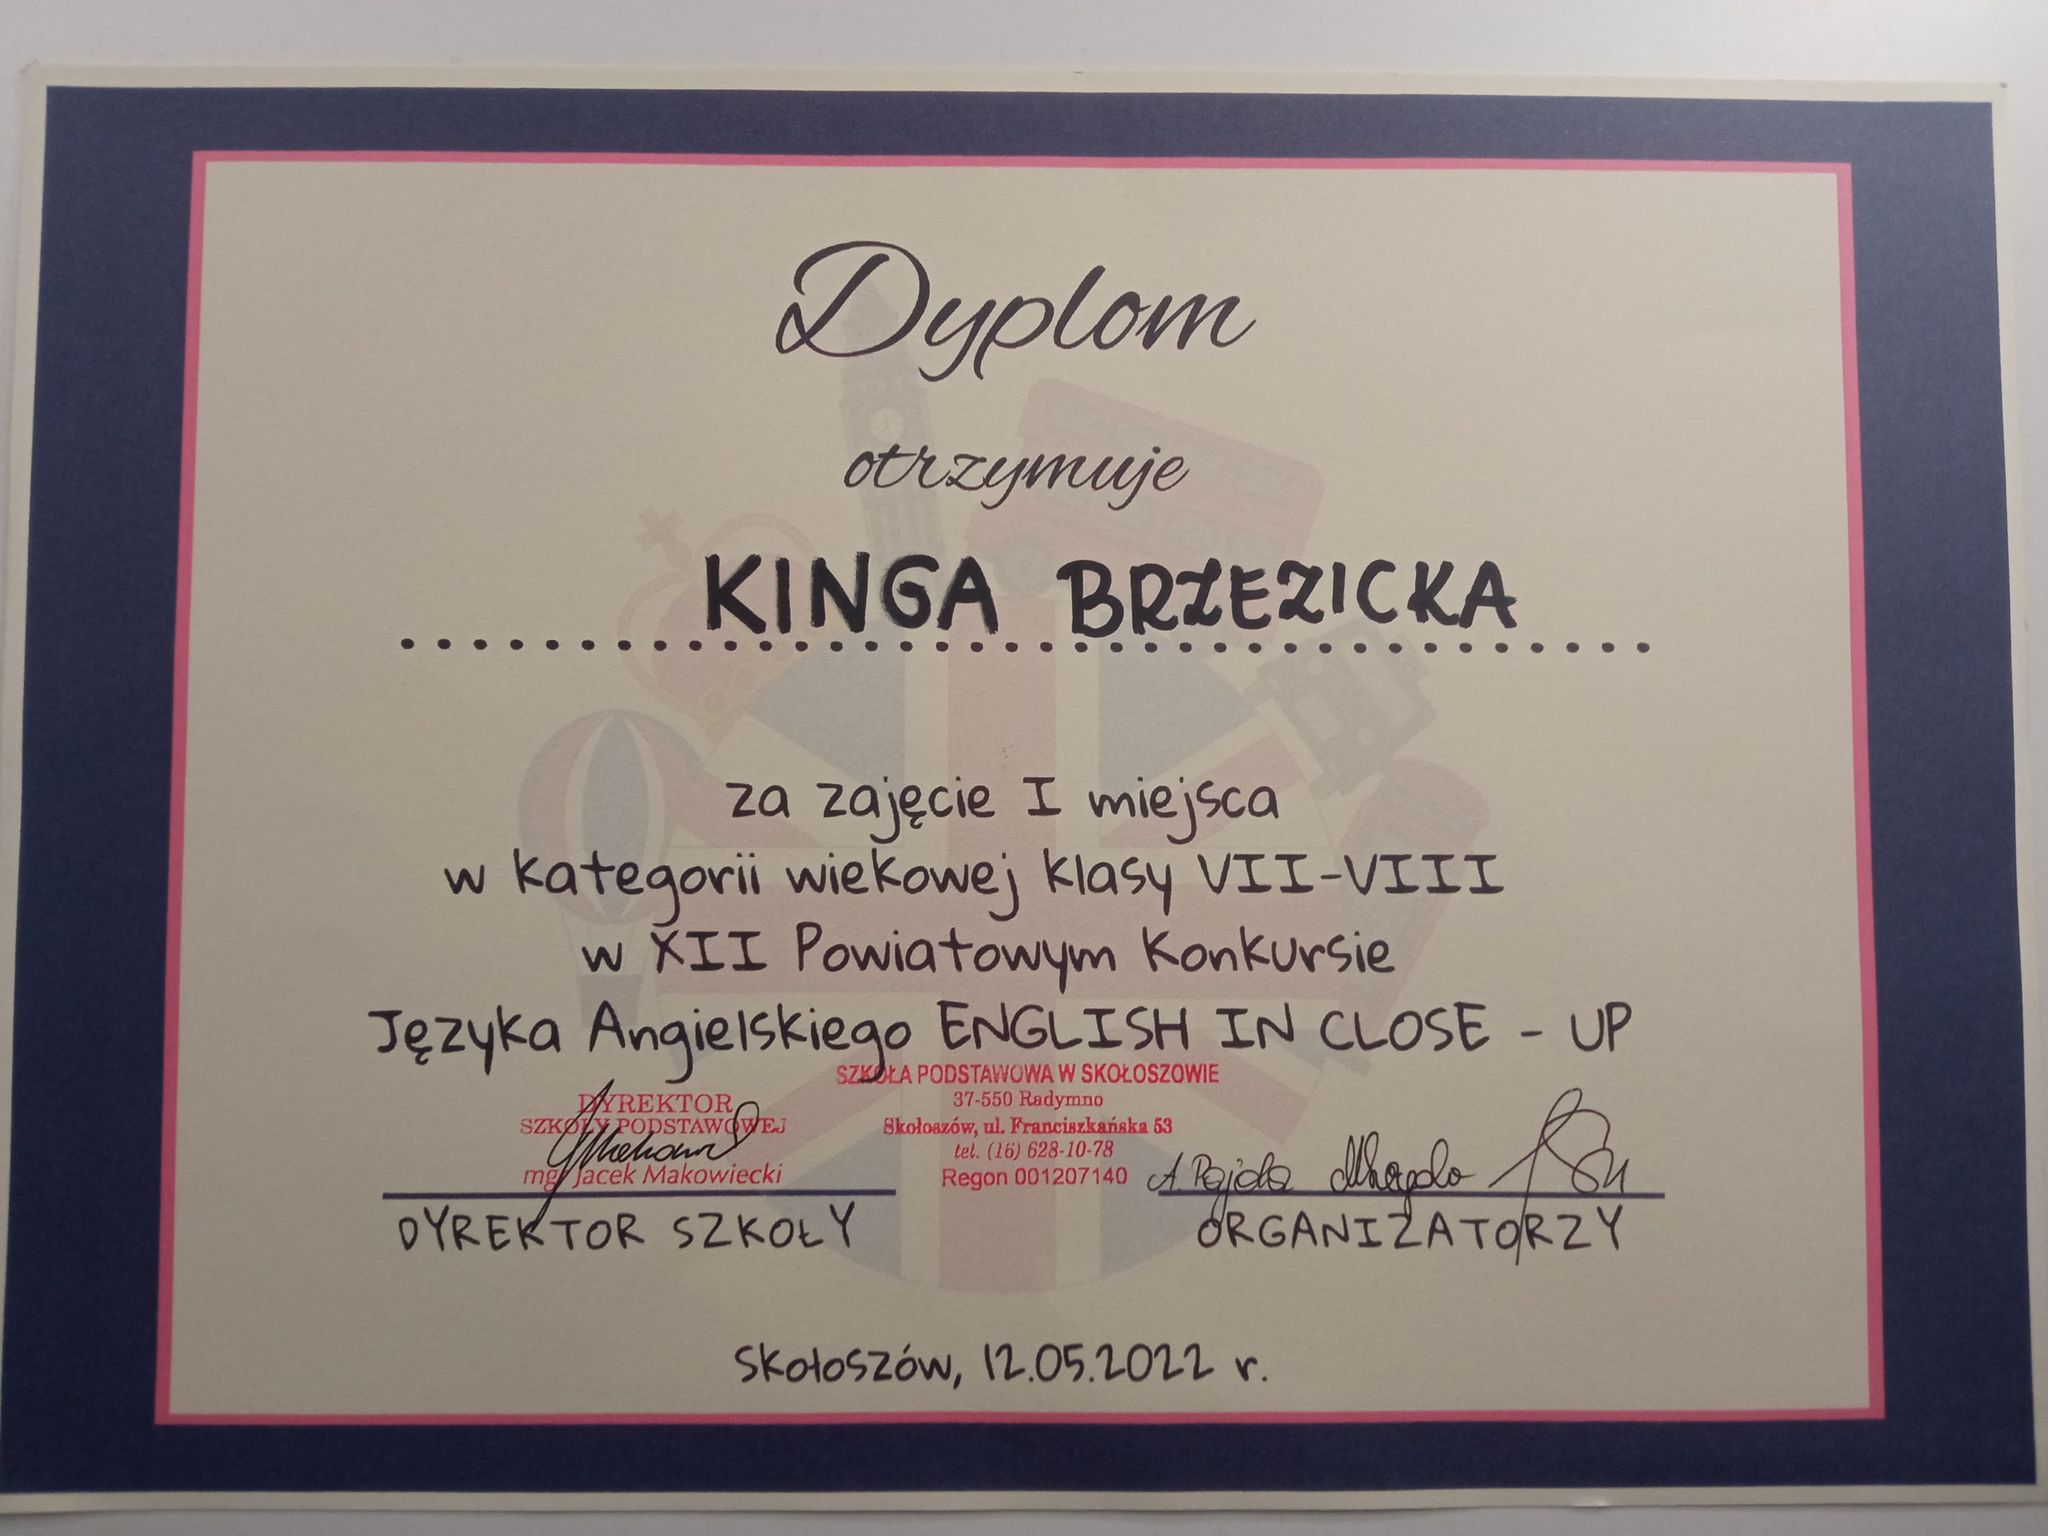 Dyplom
otrzymuje
KINGA BRZEZICKA
za zajęcie I miejsca
w kategorii wiekowej klasy VII-VIII
w XII Powiatowym Konkursie
Języka Angielskiego ENGLISH IN CLOSE - UP
DYREKTOR
SZKOŁY PODSTAWOWEJ
mgr Jacek Makowiecki
DYREKTOR SZKOŁY
SZKOŁA PODSTAWOWA W SKOŁOSZOWIE
37-550 Radymno
Skołoszów, ul. Franciszkańska 53
tel. (16) 628-10-78
Regon 001207140
ORGANIZATORZY
Skołoszów, 12.05.2022 r.